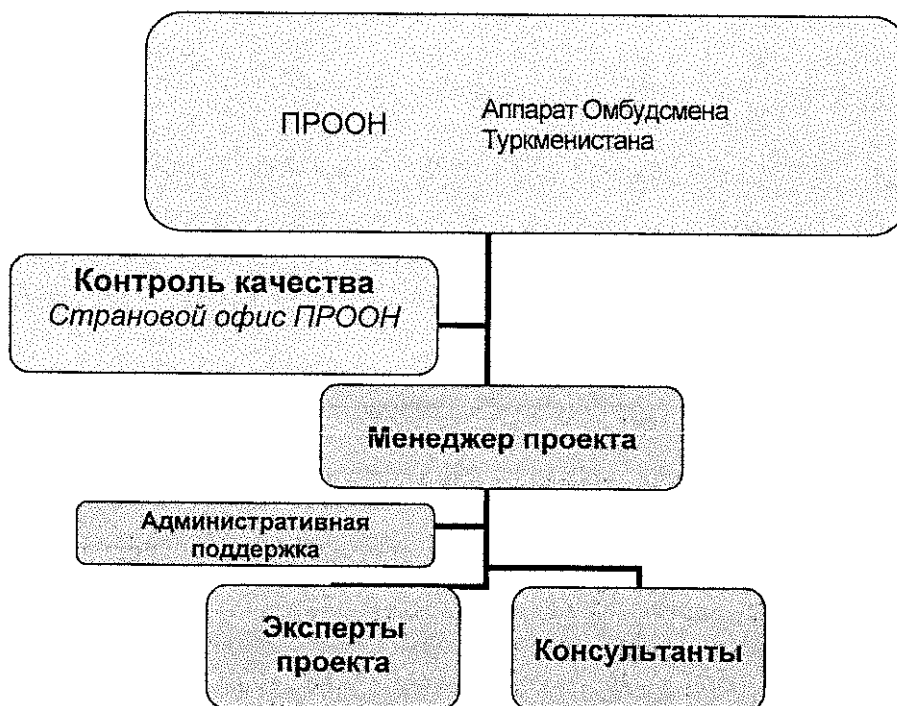 ПРООН
Аппарат Омбудсмена
Туркменистана
Контроль качества
Страновой офис ПРООН
Менеджер проекта
Административная
поддержка
Эксперты
проекта
Консультанты